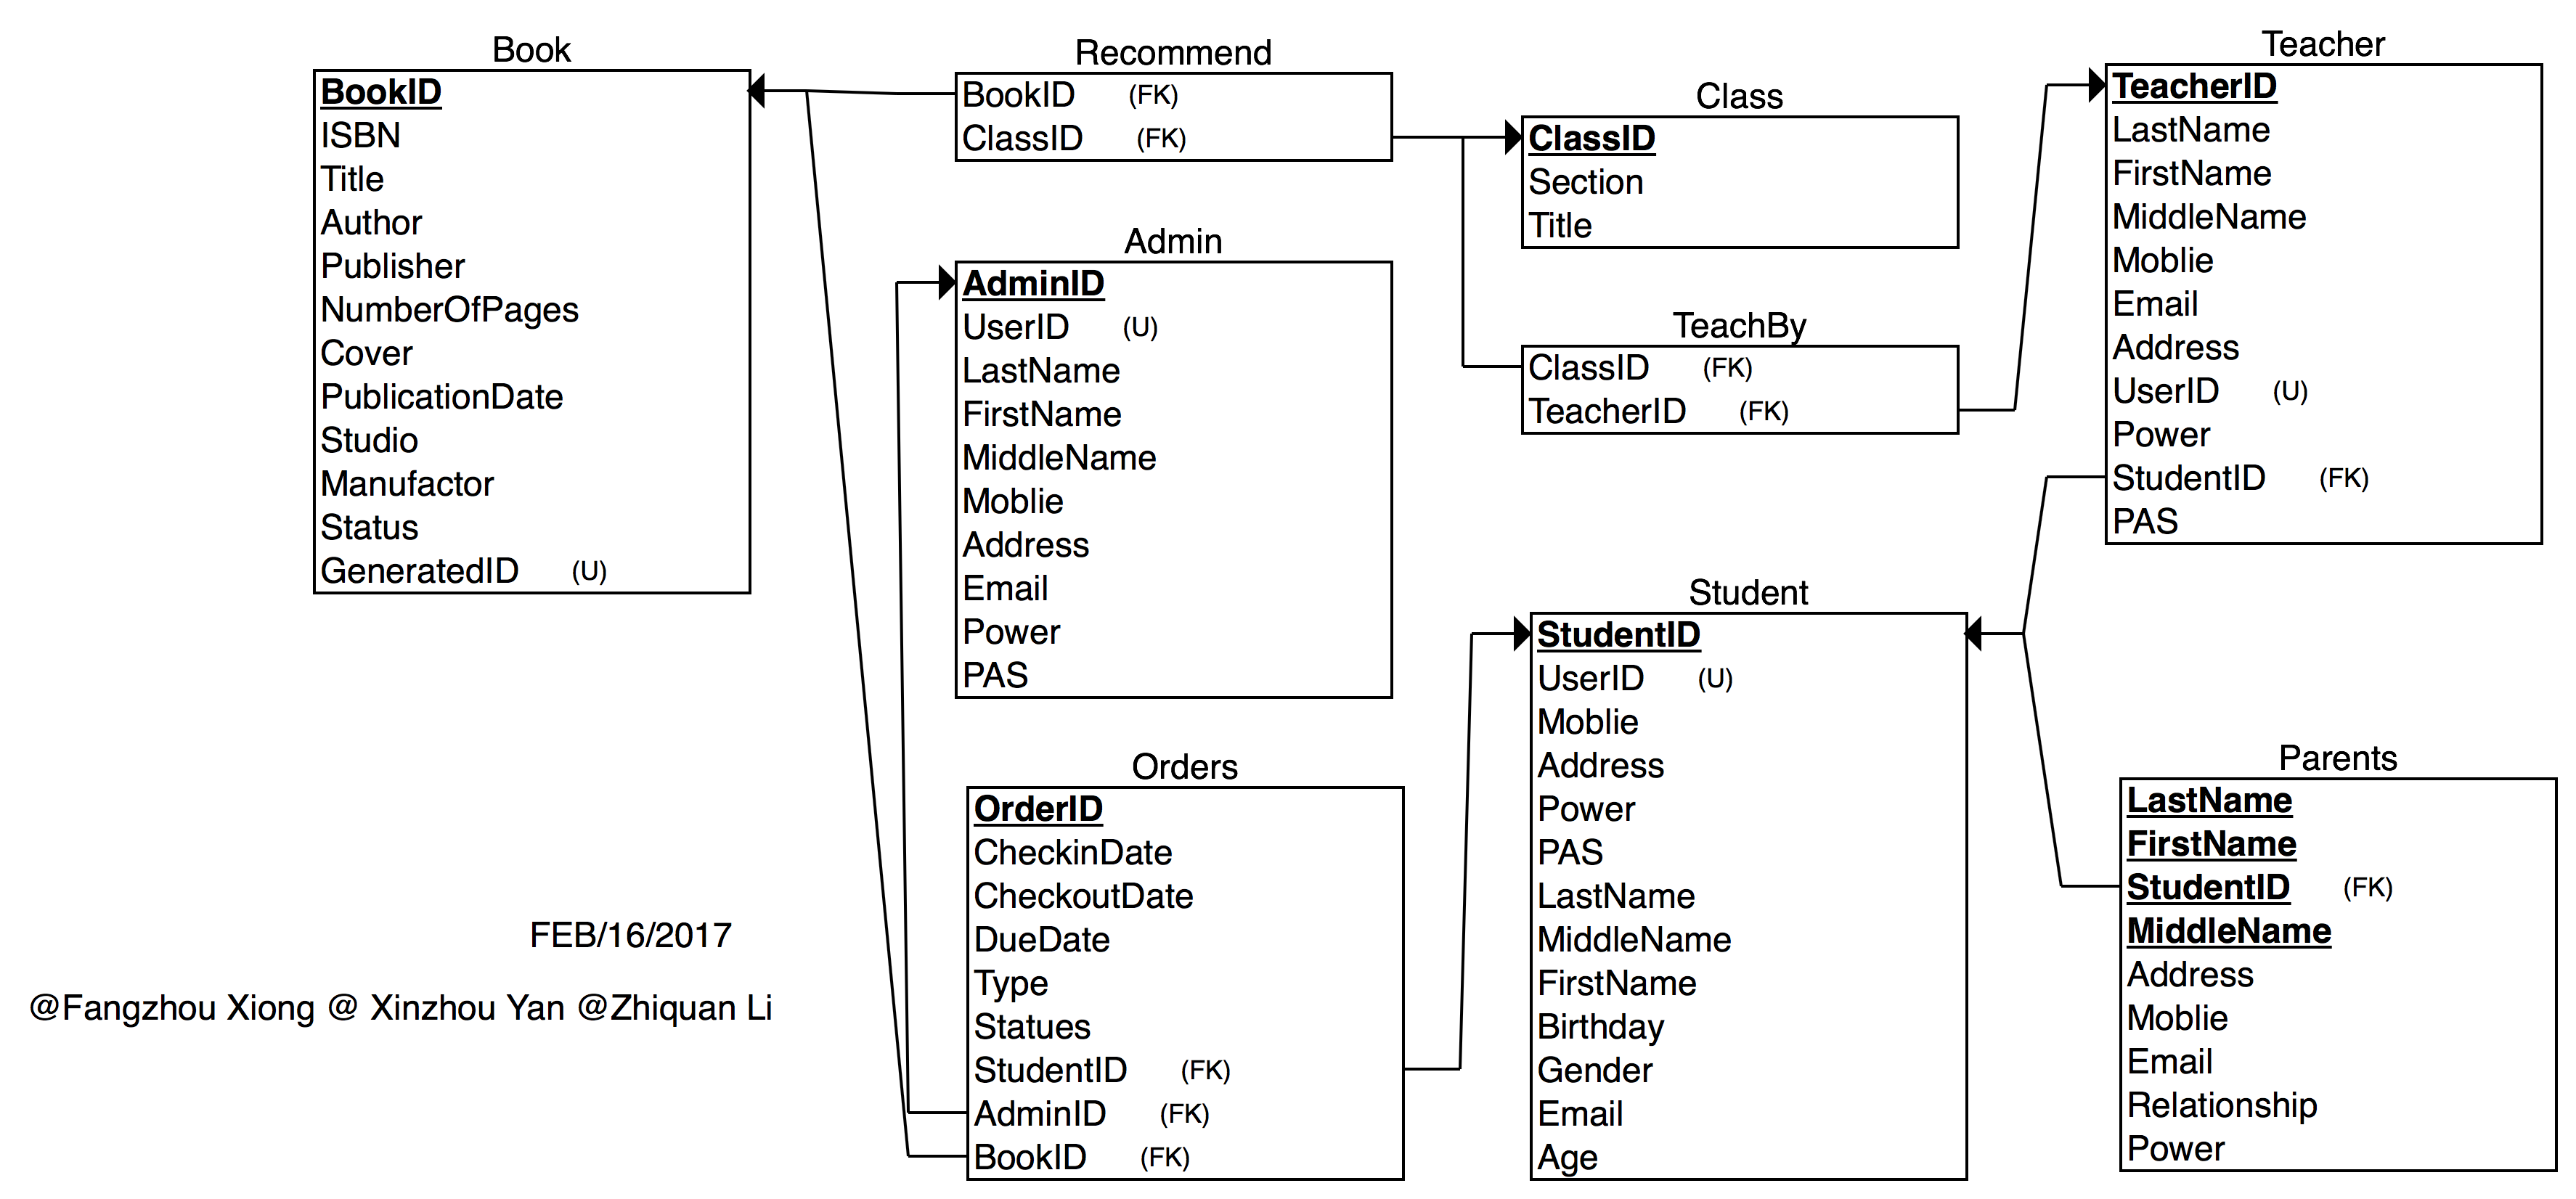 Book
BookID
ISBN
Title
Author
Publisher
NumberOfPages
Cover
PublicationDate
Studio
Manufactor
Status
GeneratedID (U)
Recommend
BookID (FK)
ClassID (FK)
Admin
AdminID
UserID (U)
LastName
FirstName
MiddleName
Moblie
Address
Email
Power
PAS
Orders
OrderID
CheckinDate
CheckoutDate
DueDate
Type
Statues
StudentID (FK)
AdminID (FK)
BookID (FK)
Class
ClassID
Section
Title
TeachBy
ClassID (FK)
TeacherID (FK)
Student
StudentID
UserID (U)
Moblie
Address
Power
PAS
LastName
MiddleName
FirstName
Birthday
Gender
Email
Age
Teacher
TeacherID
LastName
FirstName
MiddleName
Moblie
Email
Address
UserID (U)
Power
StudentID (FK)
PAS
Parents
LastName
FirstName
StudentID (FK)
MiddleName
Address
Moblie
Email
Relationship
Power
FEB/16/2017
@Fangzhou Xiong @ Xinzhou Yan @Zhiquan Li